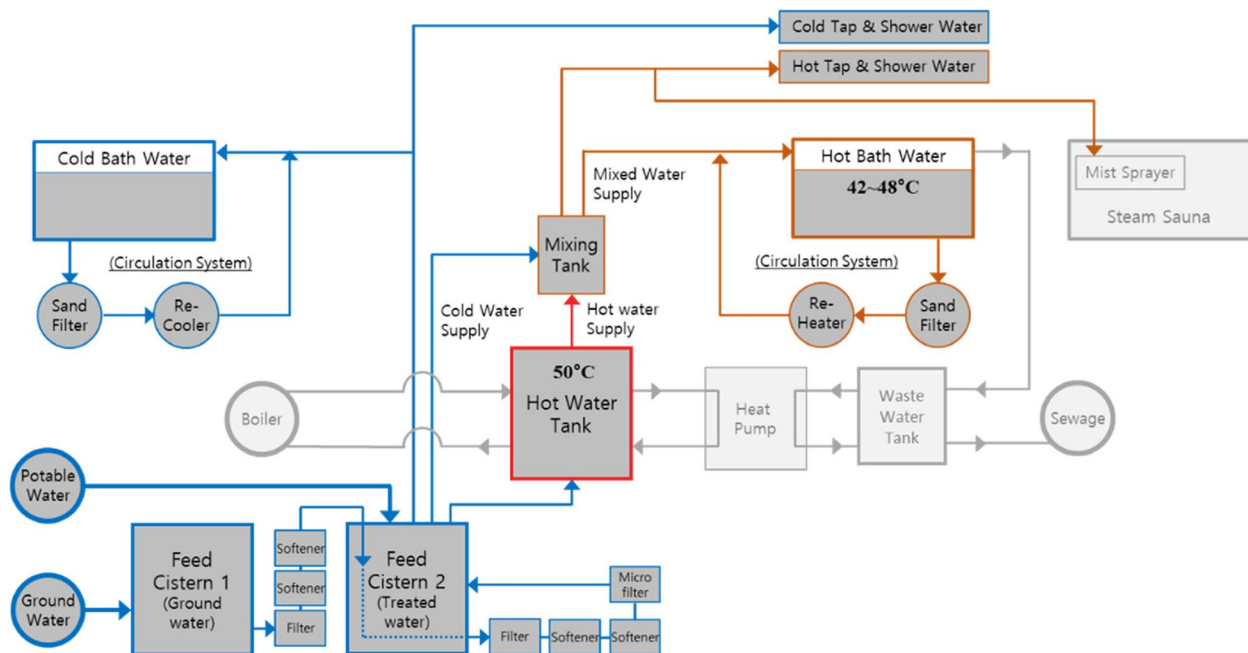 Cold Tap & Shower Water
Hot Tap & Shower Water
Cold Bath Water
Hot Bath Water
42~48°C
Mixed Water
Supply
Mist Sprayer
Steam Sauna
Mixing
Tank
(Circulation System)
(Circulation System)
Sand
Filter
Re-
Cooler
Cold Water
Supply
Hot water
Supply
Re-
Heater
Sand
Filter
50°C
Hot Water
Tank
Boiler
Heat
Pump
Waste
Water
Tank
Sewage
Potable
Water
Ground
Water
Feed
Cistern 1
(Ground
water)
Softener
Softener
Filter
Feed
Cistern 2
(Treated
water)
Micro
filter
Filter
Softener
Softener